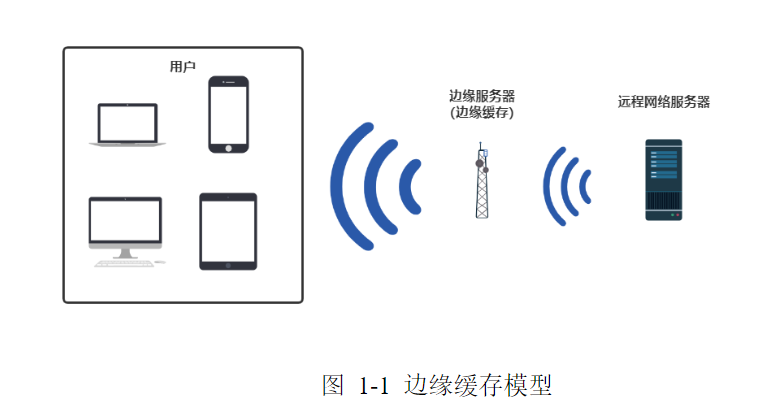 用户
边缘服务器
(边缘缓存)
远程网络服务器
图 1-1 边缘缓存模型